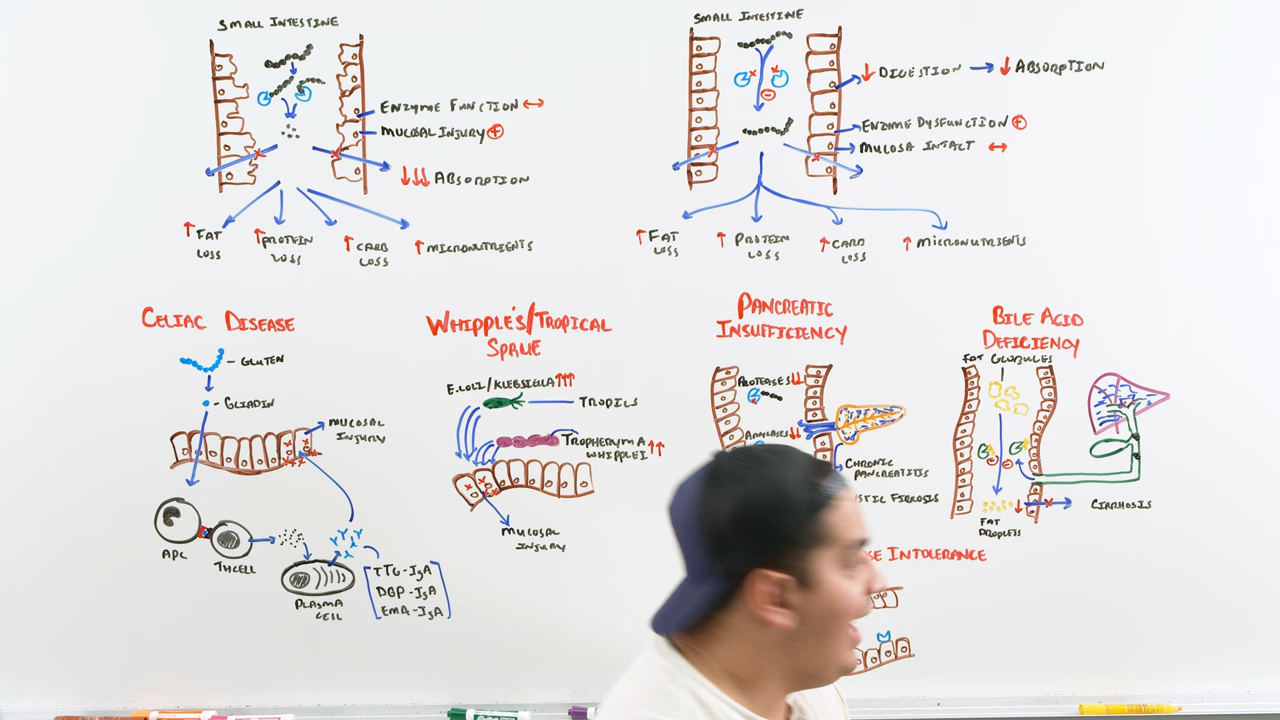 SMALL INTESTINE
ENZYME FUNCTION ↔
MUCOSAL INJURY +
↓↓↓ ABSORPTION
↑ FAT
LOSS
↑ PROTEIN
LOSS
↑ CARB
LOSS
↑ MICRONUTRIENTS
SMALL INTESTINE
↓ DIGESTION → ↓ ABSORPTION
ENZYME DYSFUNCTION +
MUCOSA INTACT ↔
↑ FAT
LOSS
↑ PROTEIN
LOSS
↑ CARB
LOSS
↑ MICRONUTRIENTS
CELIAC DISEASE
GLUTEN
GLIADIN
MUCOSAL
INJURY
APC
TH CELL
PLASMA
CELL
TTG-IgA
DGP-IgA
EMA-IgA
WHIPPLE'S/TROPICAL
SPRUE
E.COLI/KLEBSIELLA ↑↑↑
TROPICS
TROPHERYMA
WHIPPLEI ↑↑
MUCOSAL
INJURY
PANCREATIC
INSUFFICIENCY
PROTEASES ↓↓
AMYLASES ↓↓
CHRONIC
PANCREATITIS
STIC FIBROSIS
BILE ACID
DEFICIENCY
FAT GLOBULES
FAT
DROPLETS
CIRRHOSIS
SE INTOLERANCE